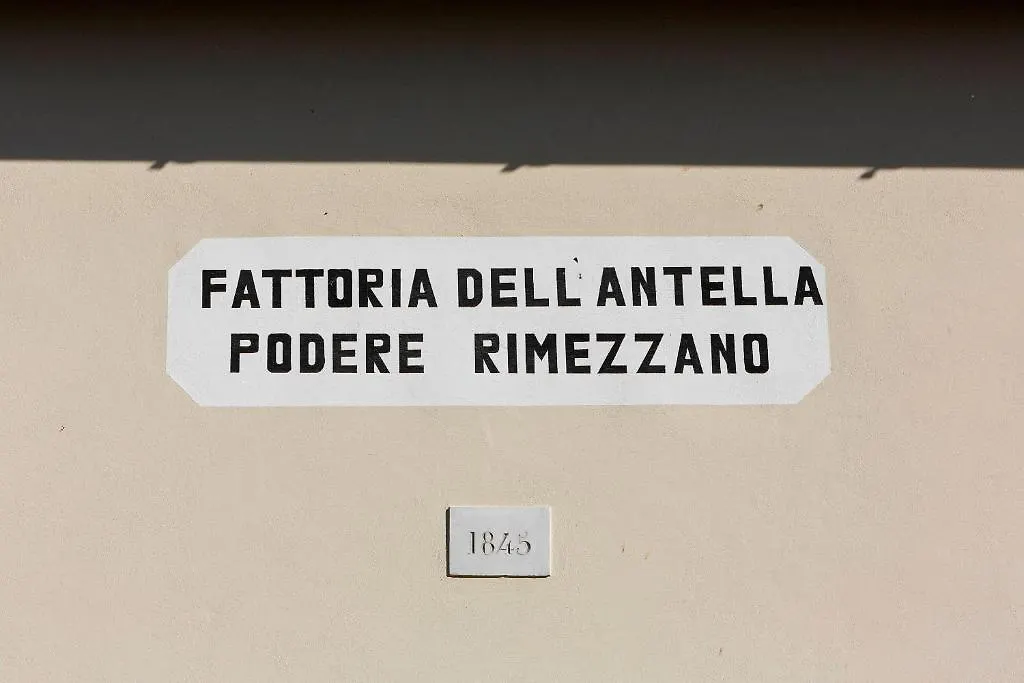 FATTORIA DELL'ANTELLA
PODERE RIMEZZANO
1845